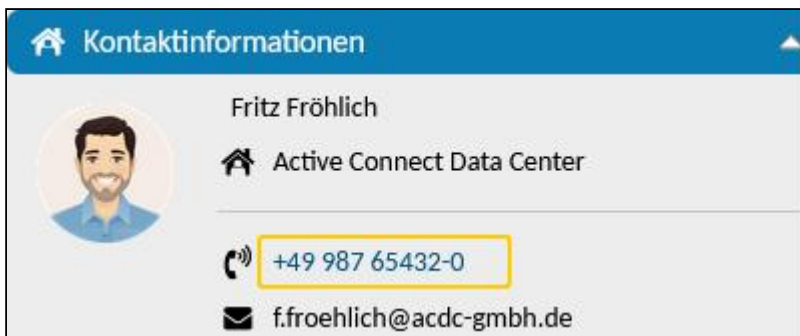 Kontaktinformationen
Fritz Fröhlich
Active Connect Data Center
+49 987 65432-0
f.froehlich@acdc-gmbh.de